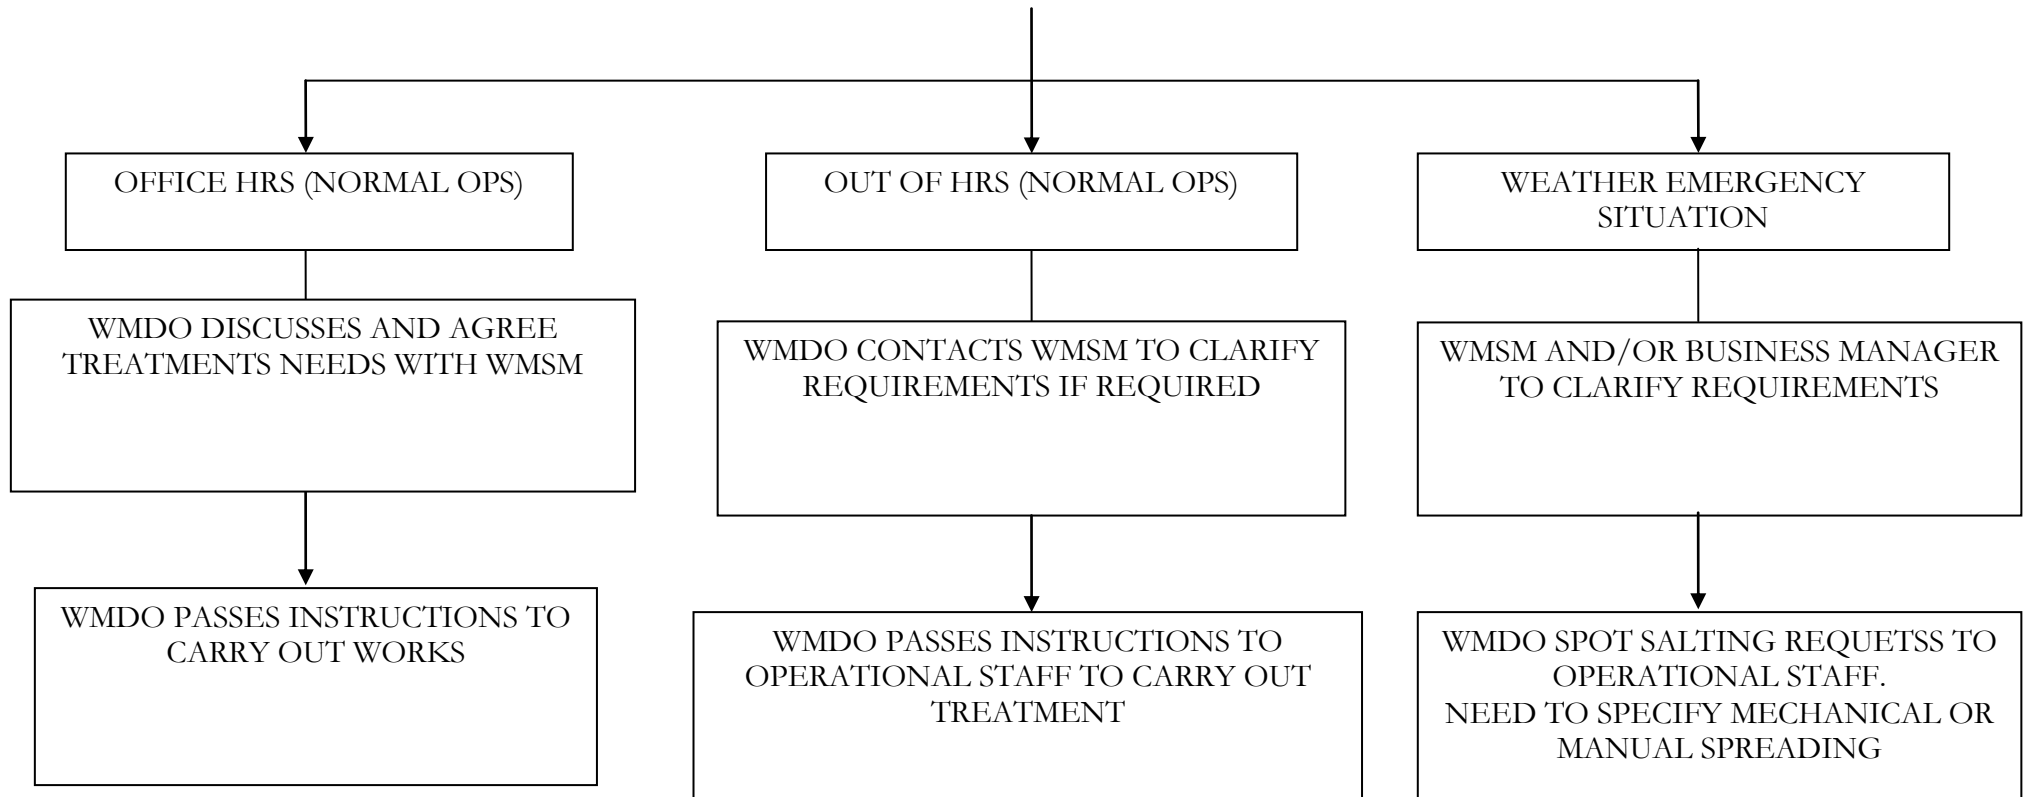 OFFICE HRS (NORMAL OPS)
OUT OF HRS (NORMAL OPS)
WEATHER EMERGENCY
SITUATION
WMDO DISCUSSES AND AGREE
TREATMENTS NEEDS WITH WMSM
WMDO CONTACTS WMSM TO CLARIFY
REQUIREMENTS IF REQUIRED
WMSM AND/OR BUSINESS MANAGER
TO CLARIFY REQUIREMENTS
WMDO PASSES INSTRUCTIONS TO
CARRY OUT WORKS
WMDO PASSES INSTRUCTIONS TO
OPERATIONAL STAFF TO CARRY OUT
TREATMENT
WMDO SPOT SALTING REQUETSS TO
OPERATIONAL STAFF.
NEED TO SPECIFY MECHANICAL OR
MANUAL SPREADING